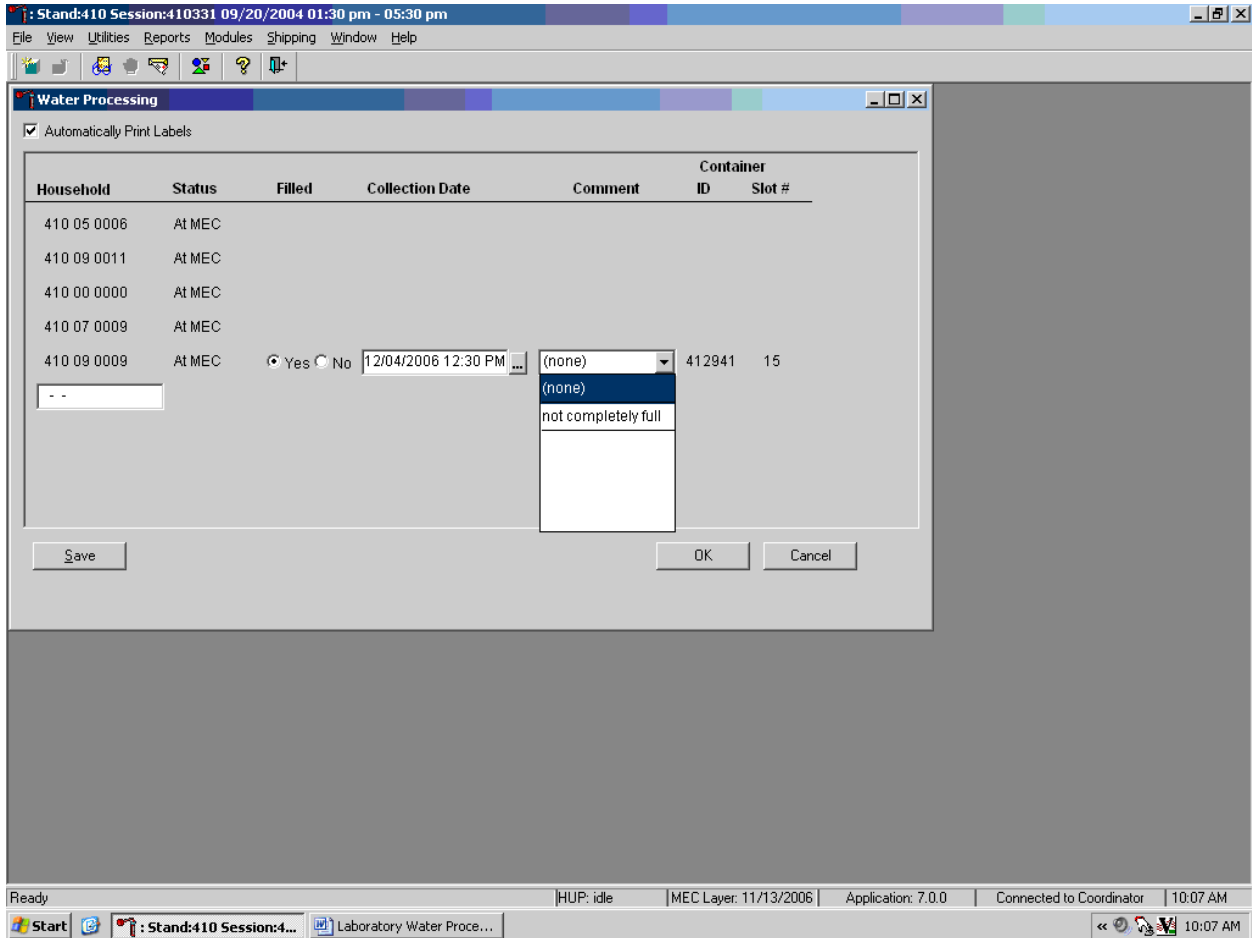 : Stand:410 Session:410331 09/20/2004 01:30 pm - 05:30 pm
File View Utilities Reports Modules Shipping Window Help
Water Processing
Automatically Print Labels
Container
Household Status Filled Collection Date Comment ID Slot #
410 05 0006 At MEC
410 09 0011 At MEC
410 00 0000 At MEC
410 07 0009 At MEC
410 09 0009 At MEC Yes No 12/04/2006 12:30 PM ... (none) 412941 15
- - (none)
not completely full
Save OK Cancel
Ready HUP: idle MEC Layer: 11/13/2006 Application: 7.0.0 Connected to Coordinator 10:07 AM
Start : Stand:410 Session:4... Laboratory Water Proce... « 10:07 AM